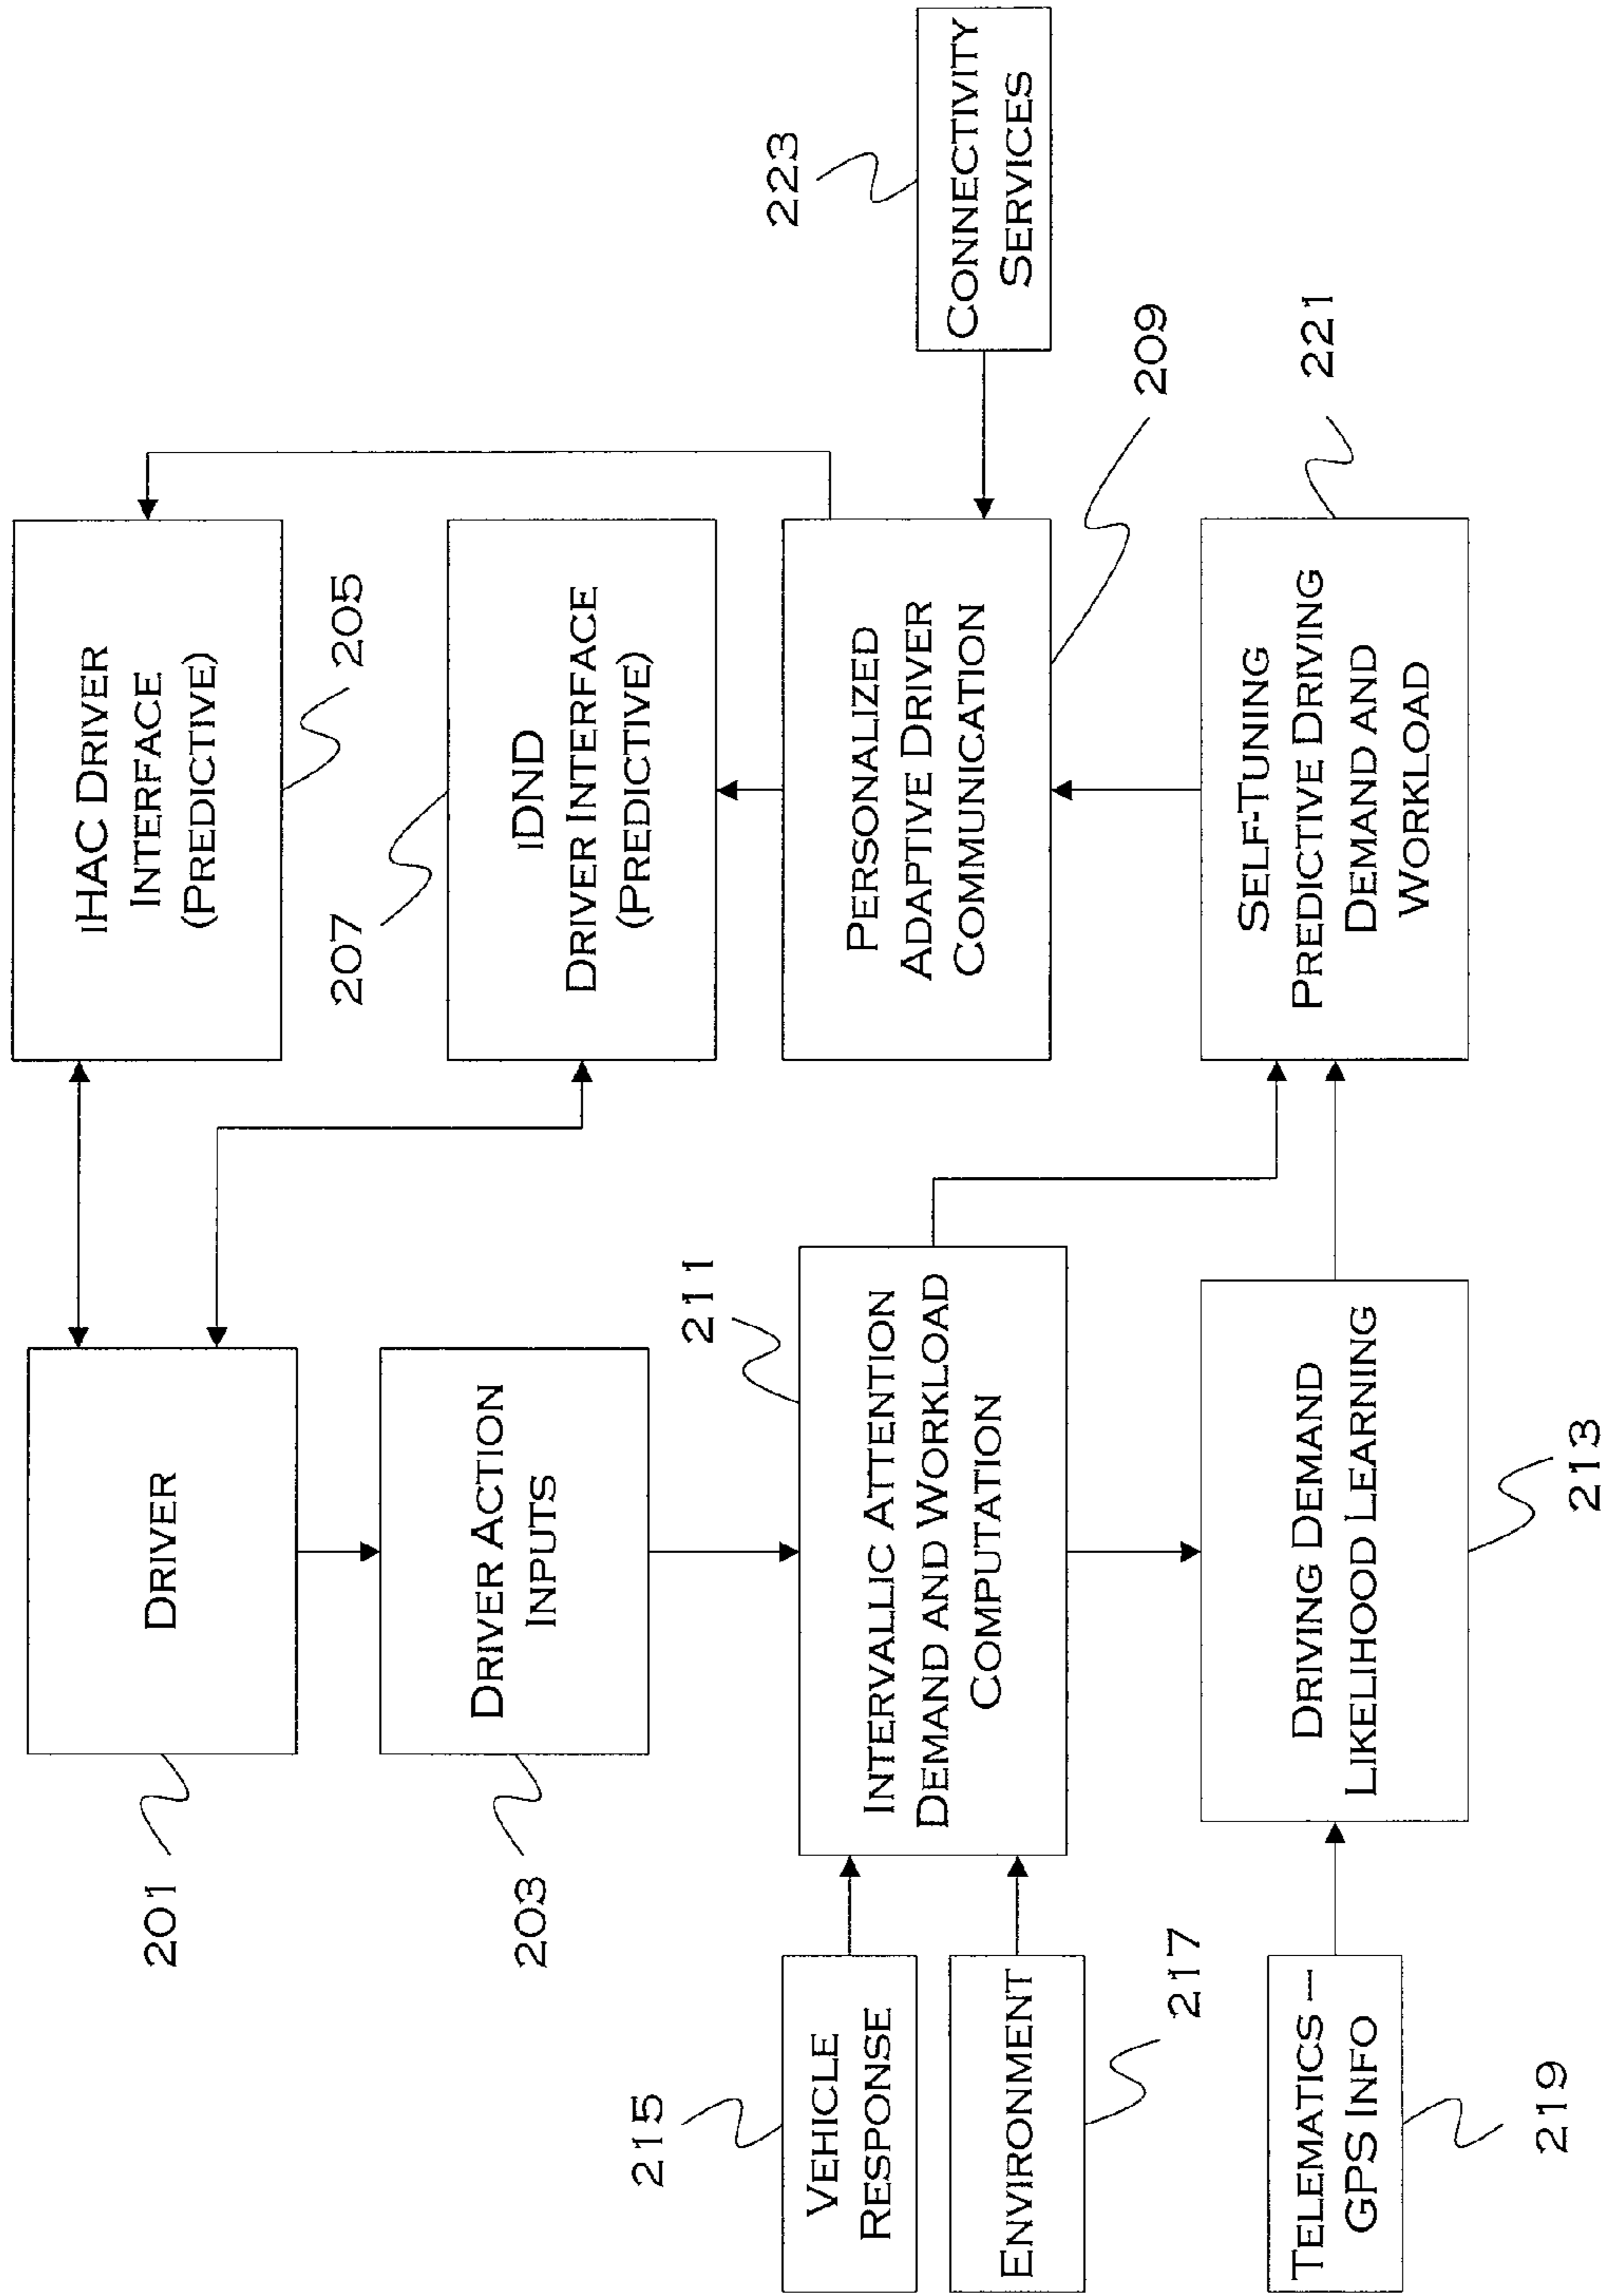 DRIVER
201
IHAC DRIVER
INTERFACE
(PREDICTIVE)
205
DRIVER ACTION
INPUTS
203
IDND
DRIVER INTERFACE
(PREDICTIVE)
207
VEHICLE
RESPONSE
215
ENVIRONMENT
217
INTERVALLIC ATTENTION
DEMAND AND WORKLOAD
COMPUTATION
211
PERSONALIZED
ADAPTIVE DRIVER
COMMUNICATION
209
CONNECTIVITY
SERVICES
223
TELEMATICS –
GPS INFO
219
DRIVING DEMAND
LIKELIHOOD LEARNING
213
SELF-TUNING
PREDICTIVE DRIVING
DEMAND AND
WORKLOAD
221